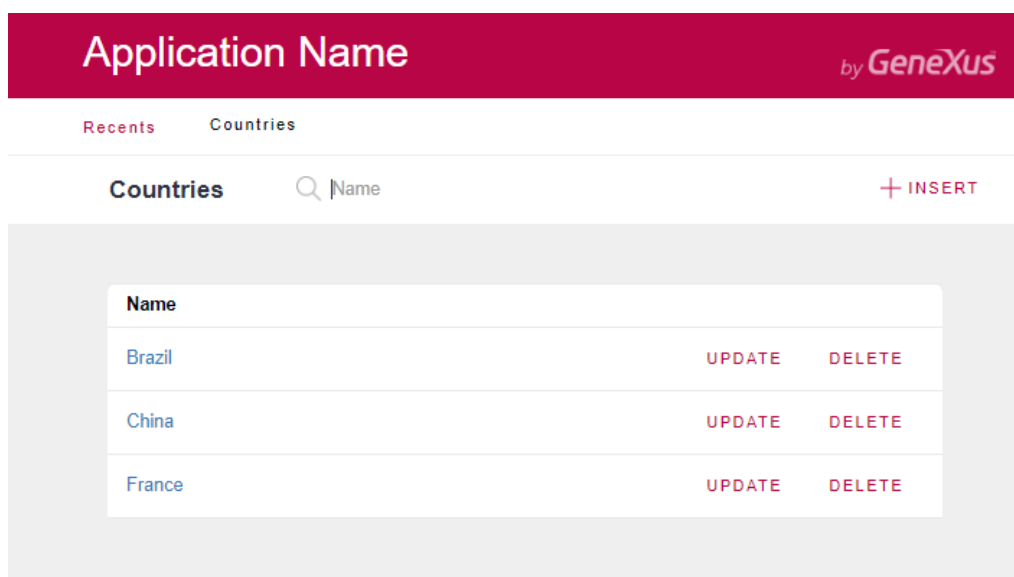 Application Name
by GeneXus
Recents Countries
Countries Name + INSERT
Name
Brazil UPDATE DELETE
China UPDATE DELETE
France UPDATE DELETE